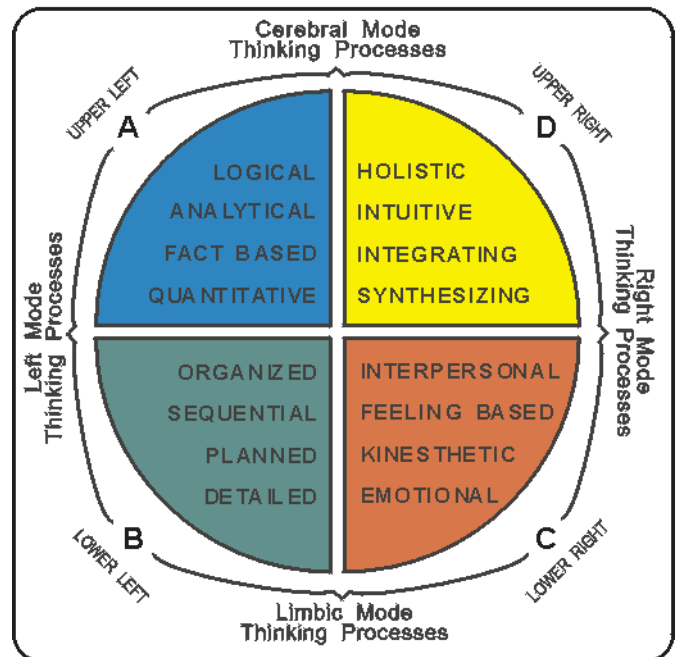 Cerebral Mode
Thinking Processes
UPPER LEFT
UPPER RIGHT
A
D
LOGICAL
ANALYTICAL
FACT BASED
QUANTITATIVE
HOLISTIC
INTUITIVE
INTEGRATING
SYNTHESIZING
Left Mode
Thinking Processes
Right Mode
Thinking Processes
ORGANIZED
SEQUENTIAL
PLANNED
DETAILED
INTERPERSONAL
FEELING BASED
KINESTHETIC
EMOTIONAL
B
C
LOWER LEFT
LOWER RIGHT
Limbic Mode
Thinking Processes